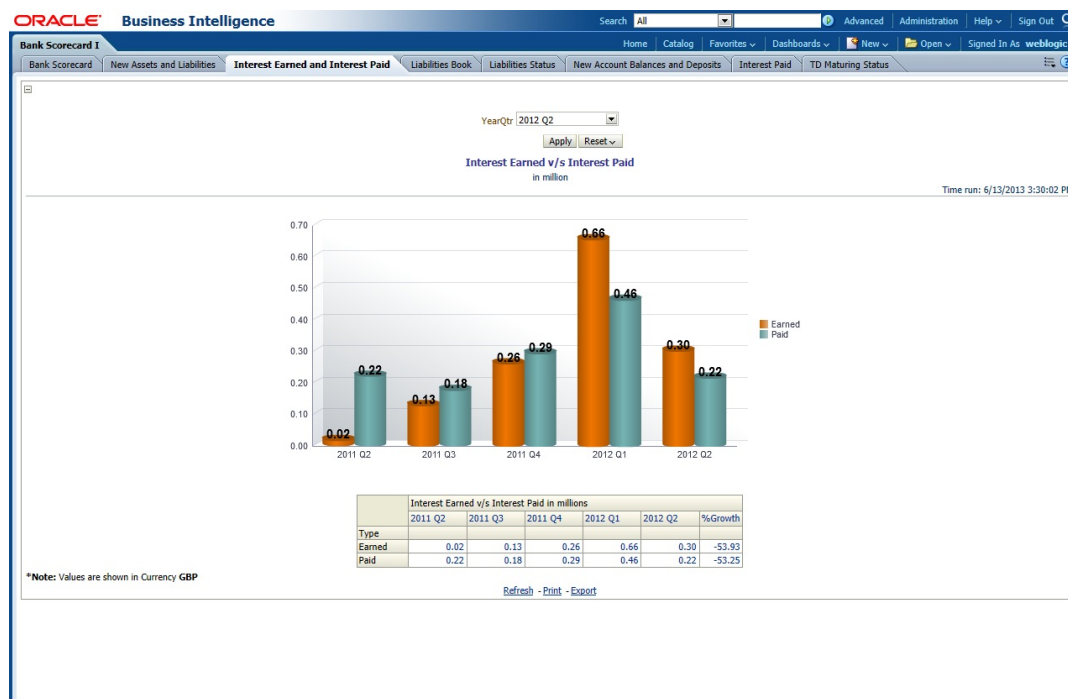 ORACLE Business Intelligence Search All Advanced Administration Help Sign Out
Bank Scorecard I Home Catalog Favorites Dashboards New Open Signed In As weblogic
Bank Scorecard New Assets and Liabilities Interest Earned and Interest Paid Liabilities Book Liabilities Status New Account Balances and Deposits Interest Paid TD Maturing Status
YearQtr 2012 Q2
Apply Reset
Interest Earned v/s Interest Paid
in million
Time run: 6/13/2013 3:30:02 PM
0.70
0.60
0.50
0.40
0.30
0.20
0.10
0.00
0.02 0.22 0.13 0.18 0.26 0.29 0.66 0.46 0.30 0.22
2011 Q2 2011 Q3 2011 Q4 2012 Q1 2012 Q2
Earned
Paid
Interest Earned v/s Interest Paid in millions
2011 Q2 2011 Q3 2011 Q4 2012 Q1 2012 Q2 %Growth
Type
Earned 0.02 0.13 0.26 0.66 0.30 -53.93
Paid 0.22 0.18 0.29 0.46 0.22 -53.25
*Note: Values are shown in Currency GBP
Refresh - Print - Export